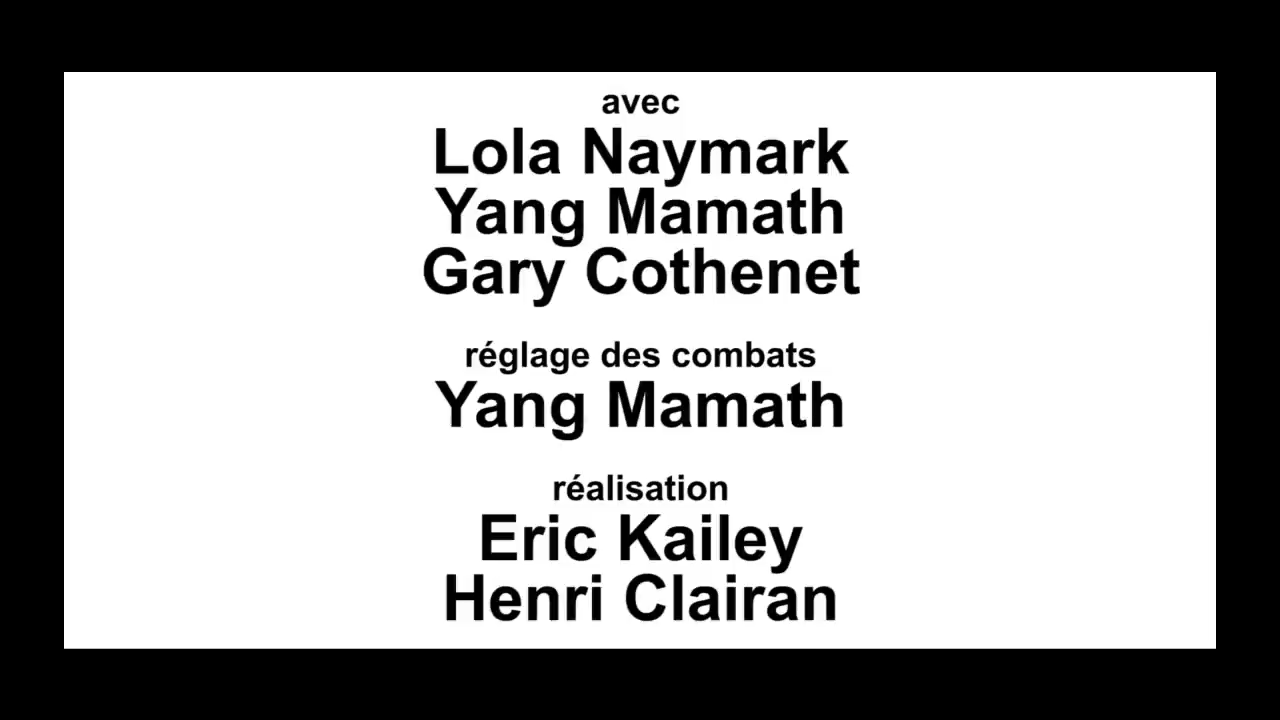 avec
Lola Naymark
Yang Mamath
Gary Cothenet
réglage des combats
Yang Mamath
réalisation
Eric Kailey
Henri Clairan